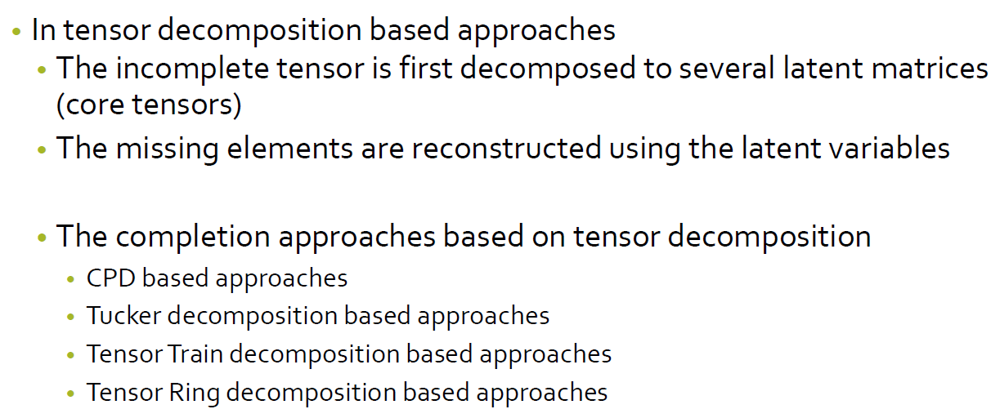 • In tensor decomposition based approaches
• The incomplete tensor is first decomposed to several latent matrices
(core tensors)
• The missing elements are reconstructed using the latent variables
• The completion approaches based on tensor decomposition
• CPD based approaches
• Tucker decomposition based approaches
• Tensor Train decomposition based approaches
• Tensor Ring decomposition based approaches